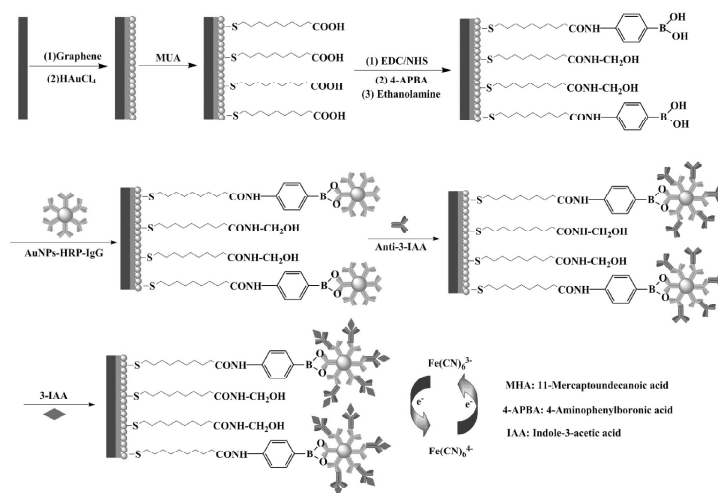 (1)Graphene
(2)HAuCl4
MUA
S COOH
S COOH
S COOH
S COOH
(1) EDC/NHS
(2) 4-APBA
(3) Ethanolamine
S CONH B OH OH
S CONH-CH2OH
S CONH-CH2OH
S CONH B OH OH
AuNPs-HRP-IgG
S CONH B O O
S CONH-CH2OH
S CONH-CH2OH
S CONH B O O
Anti-3-IAA
S CONH B O O
S CONH-CH2OH
S CONH-CH2OH
S CONH B O O
3-IAA
S CONH B O O
S CONH-CH2OH
S CONH-CH2OH
S CONH B O O
Fe(CN)6 3-
e- e-
Fe(CN)6 4-
MHA: 11-Mercaptoundecanoic acid
4-APBA: 4-Aminophenylboronic acid
IAA: Indole-3-acetic acid